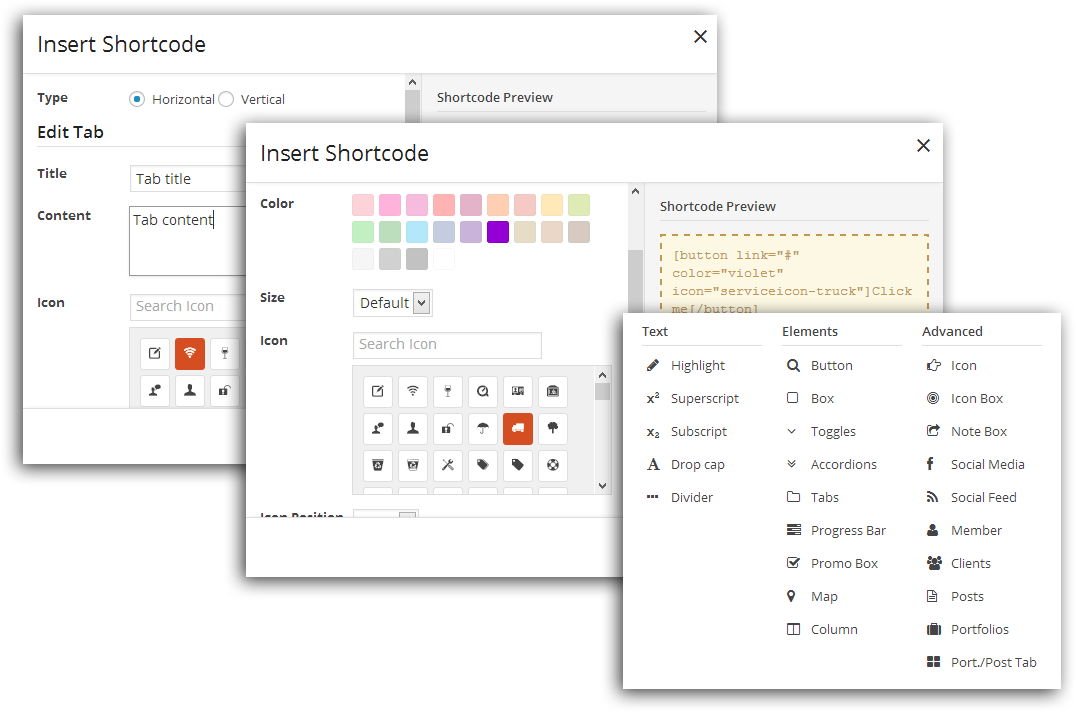 Insert Shortcode
Type Horizontal Vertical
Shortcode Preview
Edit Tab
Title Tab title
Content Tab content
Icon Search Icon
Insert Shortcode
Color
Shortcode Preview
[button link="#"
color="violet"
icon="serviceicon-truck"]Click
me[/button]
Size Default
Icon Search Icon
Icon Position
Text
Highlight
Superscript
Subscript
Drop cap
Divider
Elements
Button
Box
Toggles
Accordions
Tabs
Progress Bar
Promo Box
Map
Column
Advanced
Icon
Icon Box
Note Box
Social Media
Social Feed
Member
Clients
Posts
Portfolios
Port./Post Tab